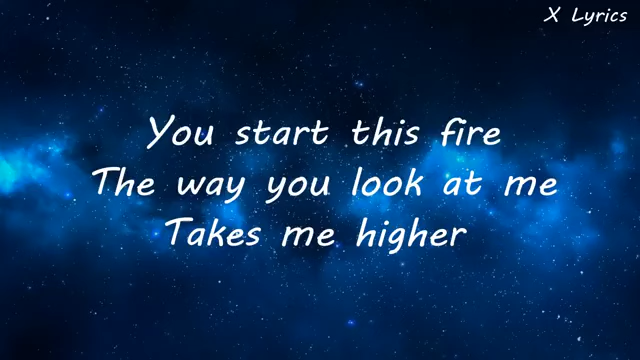 X Lyrics
You start this fire
The way you look at me
Takes me higher